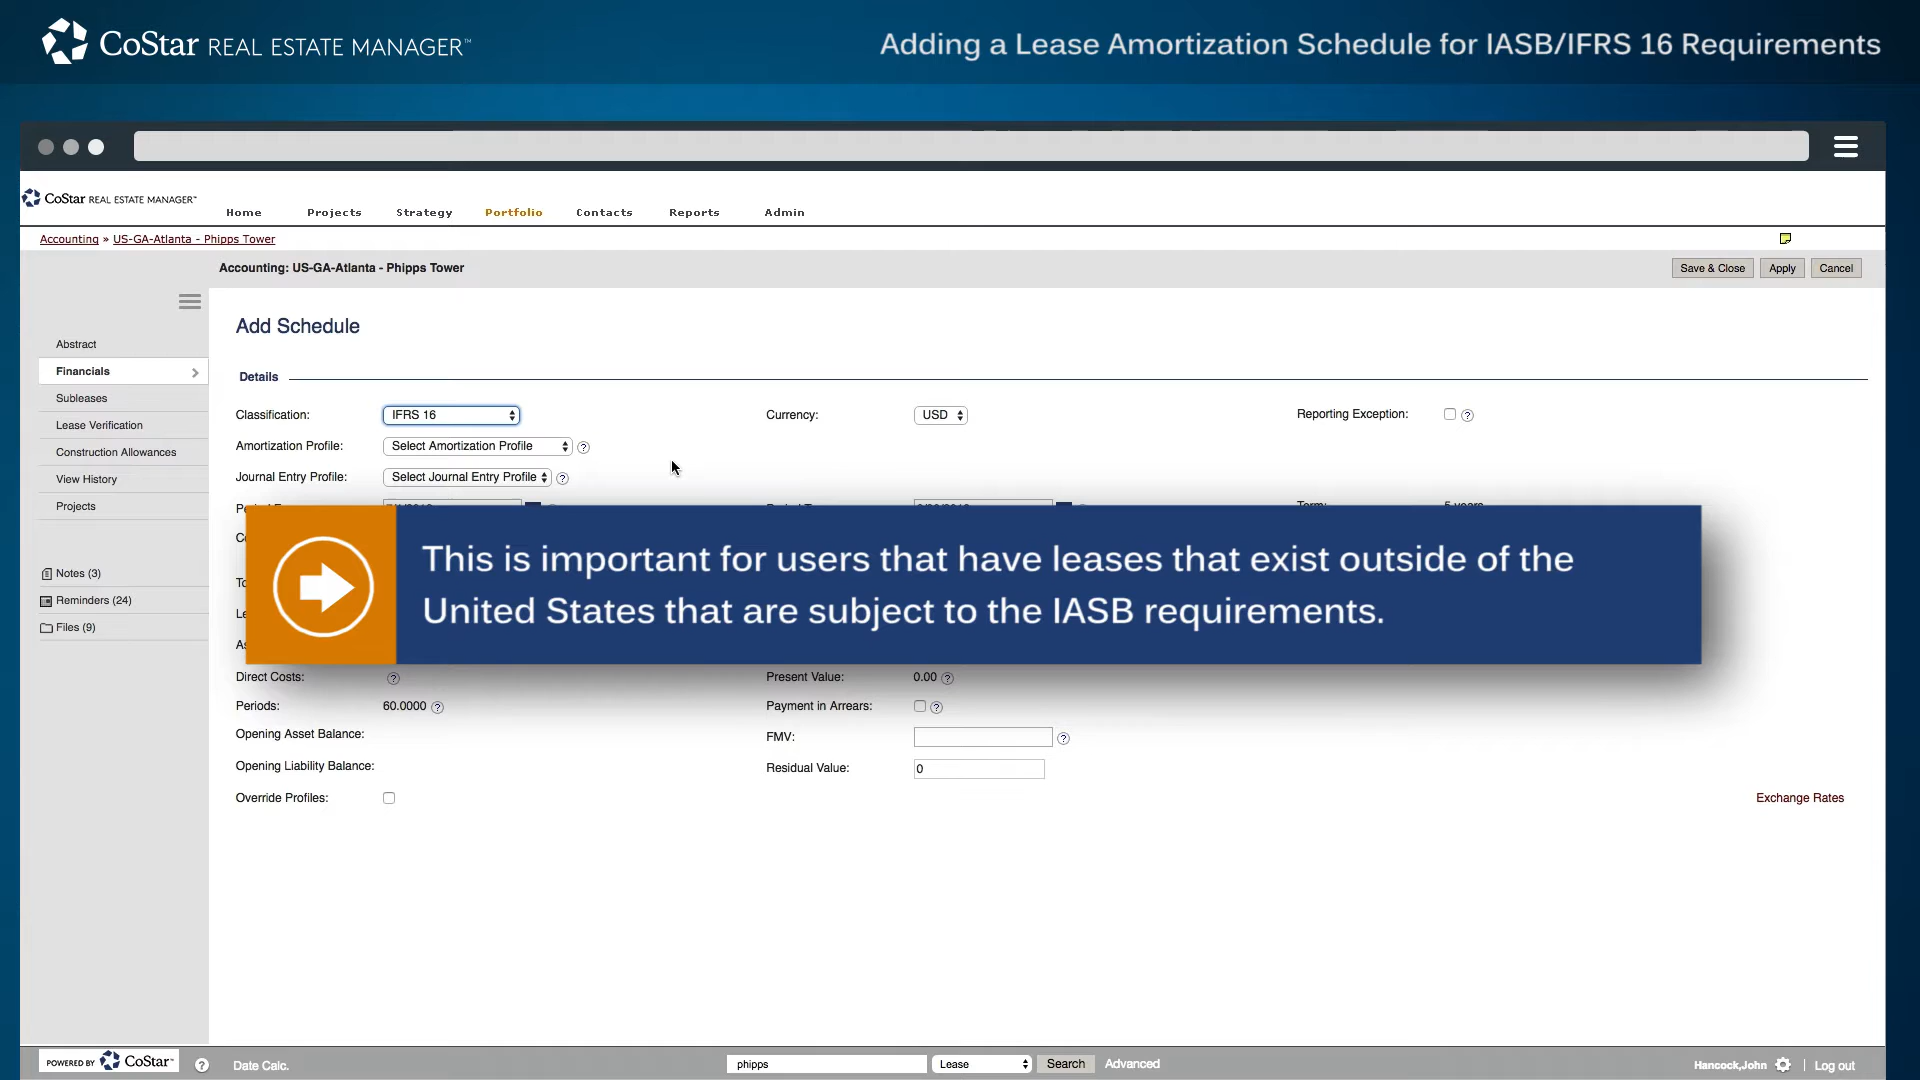 CoStar REAL ESTATE MANAGER™
Adding a Lease Amortization Schedule for IASB/IFRS 16 Requirements
CoStar REAL ESTATE MANAGER™
Home Projects Strategy Portfolio Contacts Reports Admin
Accounting » US-GA-Atlanta - Phipps Tower
Accounting: US-GA-Atlanta - Phipps Tower
Save & Close Apply Cancel
Abstract
Financials
Subleases
Lease Verification
Construction Allowances
View History
Projects
Notes (3)
Reminders (24)
Files (9)
Add Schedule
Details
Classification: IFRS 16 Currency: USD Reporting Exception: ?
Amortization Profile: Select Amortization Profile ?
Journal Entry Profile: Select Journal Entry Profile ?
Term: 5 years
This is important for users that have leases that exist outside of the
United States that are subject to the IASB requirements.
Direct Costs: ? Present Value: 0.00 ?
Periods: 60.0000 ? Payment in Arrears: ?
Opening Asset Balance: FMV: ?
Opening Liability Balance: Residual Value: 0
Override Profiles: Exchange Rates
POWERED BY CoStar™ ? Date Calc. phipps Lease Search Advanced Hancock,John | Log out